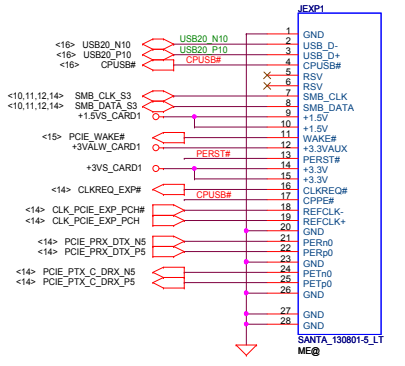 JEXP1
1 GND
<16> USB20_N10 USB20_N10 2 USB_D-
<16> USB20_P10 USB20_P10 3 USB_D+
<16> CPUSB# CPUSB# 4 CPUSB#
5 RSV
6 RSV
<10,11,12,14> SMB_CLK_S3 7 SMB_CLK
<10,11,12,14> SMB_DATA_S3 8 SMB_DATA
+1.5VS_CARD1 9 +1.5V
10 +1.5V
<15> PCIE_WAKE# 11 WAKE#
+3VALW_CARD1 12 +3.3VAUX
PERST# 13 PERST#
+3VS_CARD1 14 +3.3V
15 +3.3V
<14> CLKREQ_EXP# 16 CLKREQ#
CPUSB# 17 CPPE#
<14> CLK_PCIE_EXP_PCH# 18 REFCLK-
<14> CLK_PCIE_EXP_PCH 19 REFCLK+
20 GND
<14> PCIE_PRX_DTX_N5 21 PERn0
<14> PCIE_PRX_DTX_P5 22 PERp0
23 GND
<14> PCIE_PTX_C_DRX_N5 24 PETn0
<14> PCIE_PTX_C_DRX_P5 25 PETp0
26 GND
27 GND
28 GND
SANTA_130801-5_LT
ME@